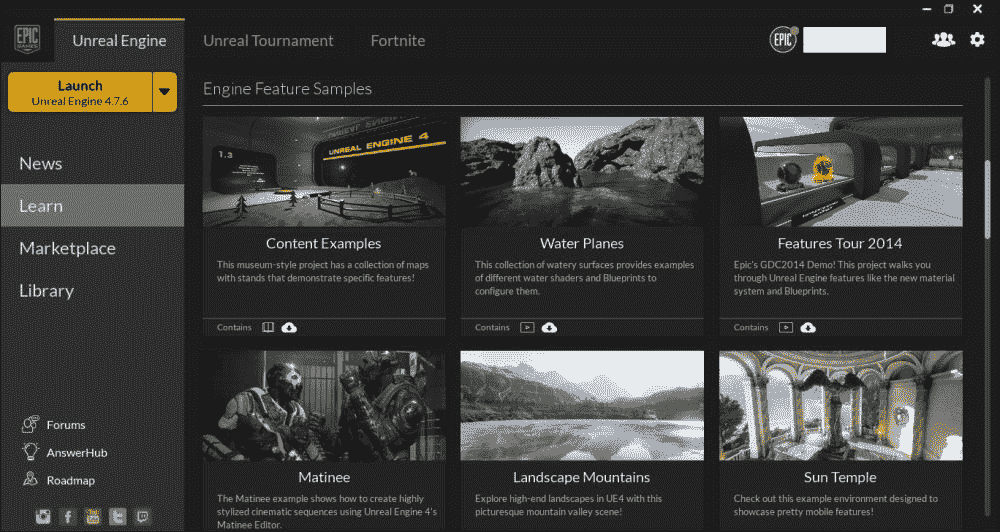 EPIC
GAMES
Unreal Engine
Unreal Tournament
Fortnite
EPIC
Launch
Unreal Engine 4.7.6
News
Learn
Marketplace
Library
Forums
AnswerHub
Roadmap
Engine Feature Samples
1.3
UNREAL ENGINE 4
Content Examples
This museum-style project has a collection of maps
with stands that demonstrate specific features!
Contains
Water Planes
This collection of watery surfaces provides examples
of different water shaders and Blueprints to
configure them.
Contains
Features Tour 2014
Epic's GDC2014 Demo! This project walks you
through Unreal Engine features like the new material
system and Blueprints.
Contains
Matinee
The Matinee example shows how to create highly
stylized cinematic sequences using Unreal Engine 4's
Matinee Editor.
Landscape Mountains
Explore high-end landscapes in UE4 with this
picturesque mountain valley scene!
Sun Temple
Check out this example environment designed to
showcase pretty mobile features!